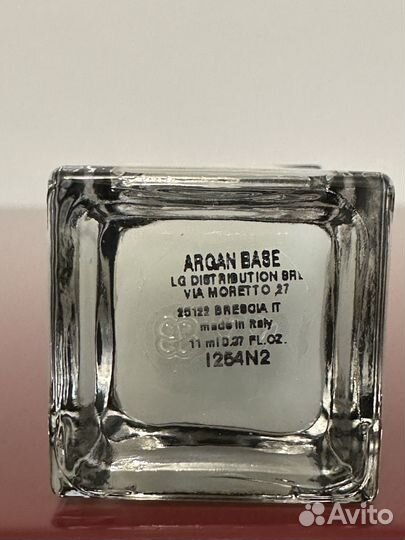 ARGAN BASE
LG DISTRIBUTION SRL
VIA MORETTO 27
25122 BRESCIA IT
made in Italy
11 ml 0.37 FL.OZ.
1254N2
Avito